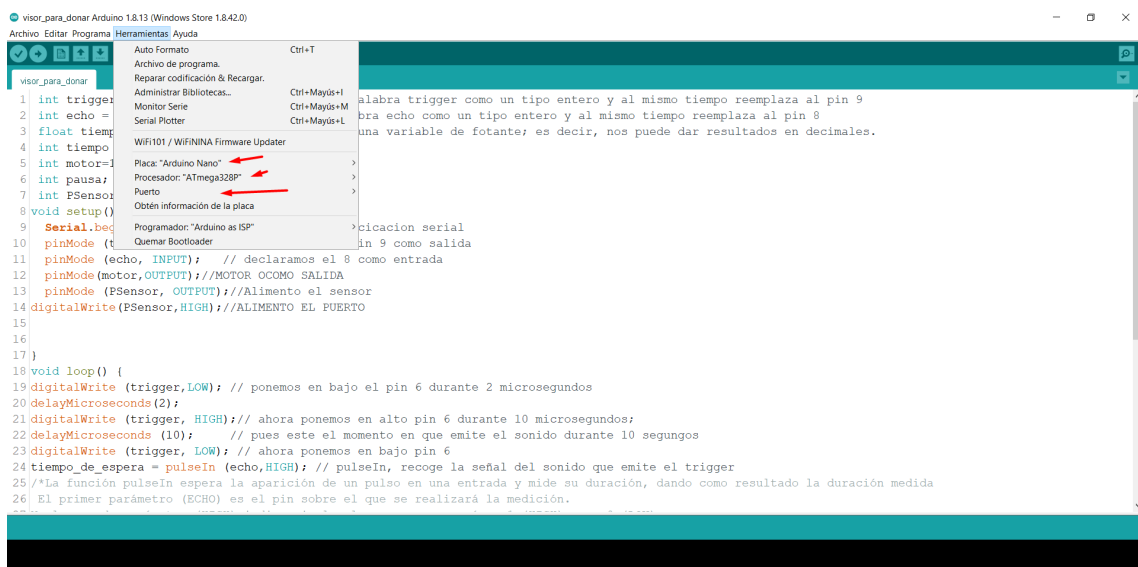 visor_para_donar Arduino 1.8.13 (Windows Store 1.8.42.0)
Archivo Editar Programa Herramientas Ayuda
visor_para_donar
Auto Formato Ctrl+T
Archivo de programa.
Reparar codificación & Recargar.
Administrar Bibliotecas... Ctrl+Mayús+I
Monitor Serie Ctrl+Mayús+M
Serial Plotter Ctrl+Mayús+L
WiFi101 / WiFiNINA Firmware Updater
Placa: "Arduino Nano"
Procesador: "ATmega328P"
Puerto
Obtén información de la placa
Programador: "Arduino as ISP"
Quemar Bootloader
1 int trigger alabra trigger como un tipo entero y al mismo tiempo reemplaza al pin 9
2 int echo = bra echo como un tipo entero y al mismo tiempo reemplaza al pin 8
3 float tiemp una variable de fotante; es decir, nos puede dar resultados en decimales.
4 int tiempo
5 int motor=1
6 int pausa;
7 int PSensor
8 void setup()
9 Serial.beg cicacion serial
10 pinMode (t in 9 como salida
11 pinMode (echo, INPUT); // declaramos el 8 como entrada
12 pinMode(motor,OUTPUT);//MOTOR OCOMO SALIDA
13 pinMode (PSensor, OUTPUT);//Alimento el sensor
14 digitalWrite(PSensor,HIGH);//ALIMENTO EL PUERTO
15
16
17 }
18 void loop() {
19 digitalWrite (trigger,LOW); // ponemos en bajo el pin 6 durante 2 microsegundos
20 delayMicroseconds(2);
21 digitalWrite (trigger, HIGH);// ahora ponemos en alto pin 6 durante 10 microsegundos;
22 delayMicroseconds (10); // pues este el momento en que emite el sonido durante 10 segungos
23 digitalWrite (trigger, LOW); // ahora ponemos en bajo pin 6
24 tiempo_de_espera = pulseIn (echo,HIGH); // pulseIn, recoge la señal del sonido que emite el trigger
25 /*La función pulseIn espera la aparición de un pulso en una entrada y mide su duración, dando como resultado la duración medida
26 El primer parámetro (ECHO) es el pin sobre el que se realizará la medición.